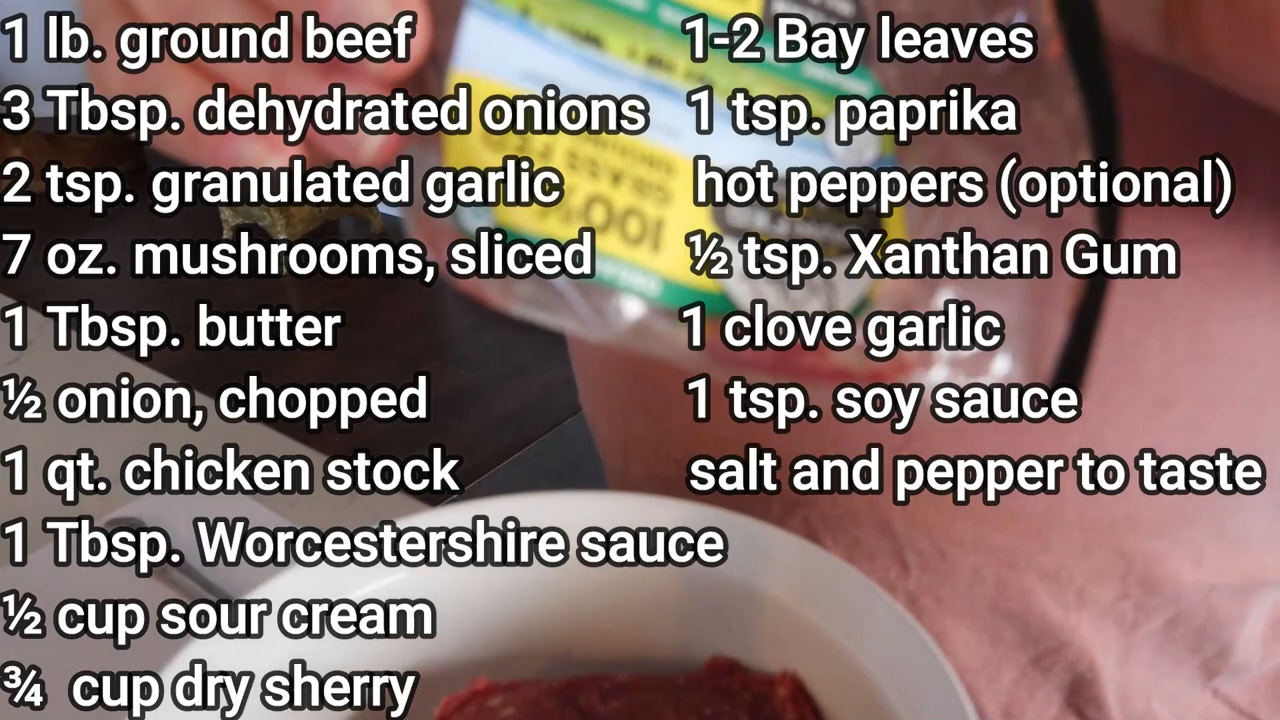 1 lb. ground beef
3 Tbsp. dehydrated onions
2 tsp. granulated garlic
7 oz. mushrooms, sliced
1 Tbsp. butter
½ onion, chopped
1 qt. chicken stock
1 Tbsp. Worcestershire sauce
½ cup sour cream
¾ cup dry sherry
1-2 Bay leaves
1 tsp. paprika
hot peppers (optional)
½ tsp. Xanthan Gum
1 clove garlic
1 tsp. soy sauce
salt and pepper to taste
100%
GRASS FED